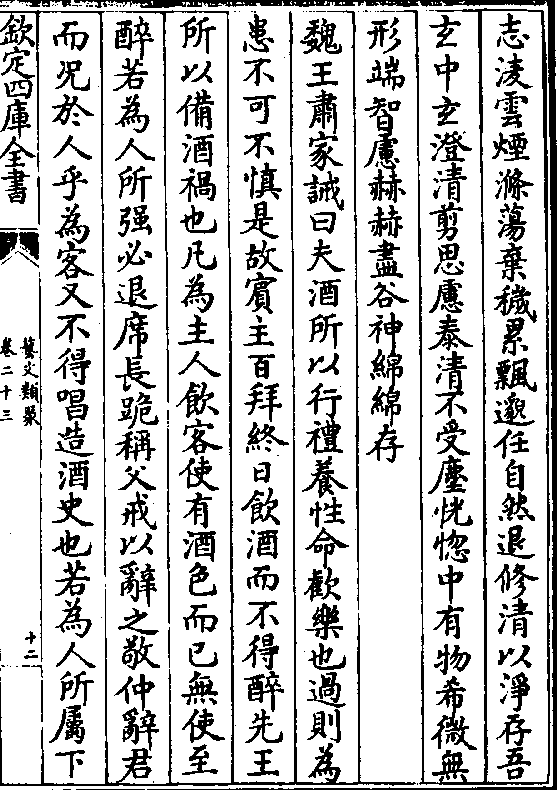 志淩雲煙滌蕩棄穢累飄邈任自然退修清以淨存吾
𤣥中𤣥澄清剪思慮泰清不受塵恍惚中有物希微無
形端智慮赫赫盡谷神綿綿存
魏王肅家誡曰夫酒所以行禮養性命歡樂也過則為
患不可不慎是故賓主百拜終日飲酒而不得醉先王
所以備酒禍也凡為主人飲客使有酒色而已無使至
醉若為人所强必退席長跪稱父戒以辭之敬仲辭君
而况於人乎為客又不得唱造酒史也若為人所屬下
欽定四庫全書
藝文類聚
卷二十三
十二